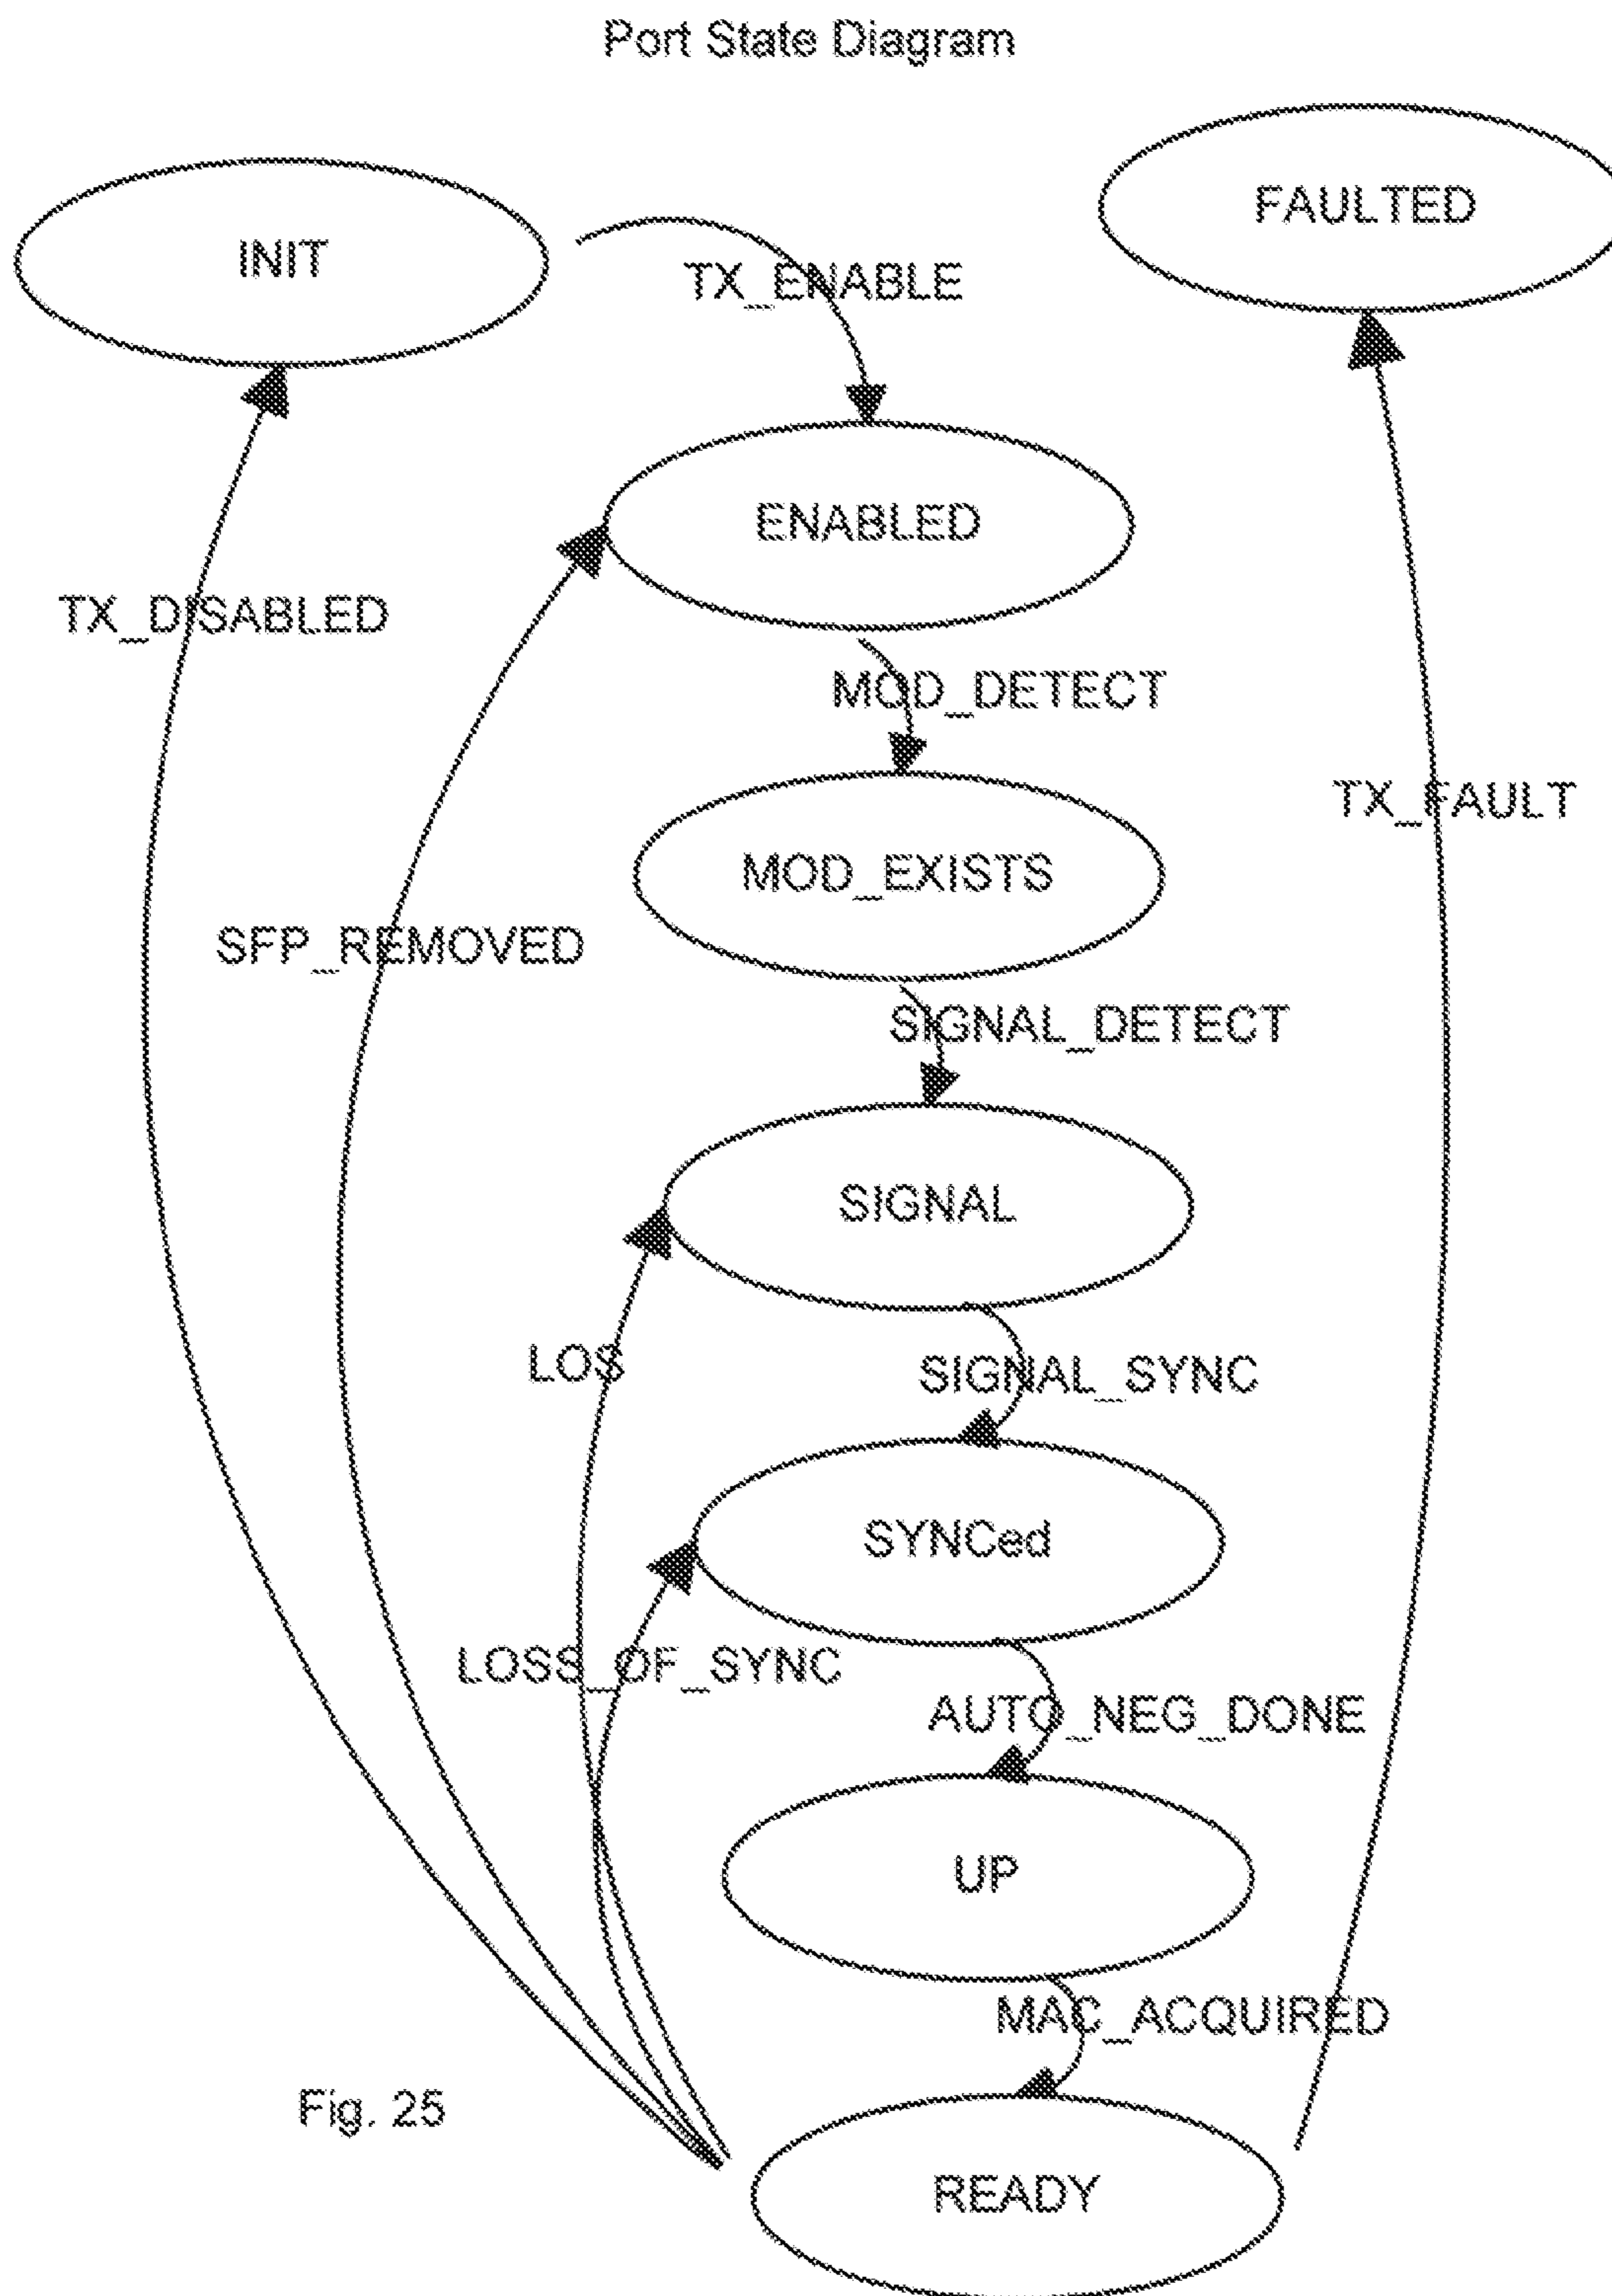 Port State Diagram
FAULTED
INIT
TX_ENABLE
ENABLED
TX_DISABLED
MOD_DETECT
TX_FAULT
MOD_EXISTS
SFP_REMOVED
SIGNAL_DETECT
SIGNAL
LOS
SIGNAL_SYNC
SYNCed
LOSS_OF_SYNC
AUTO_NEG_DONE
UP
MAC_ACQUIRED
Fig. 25
READY